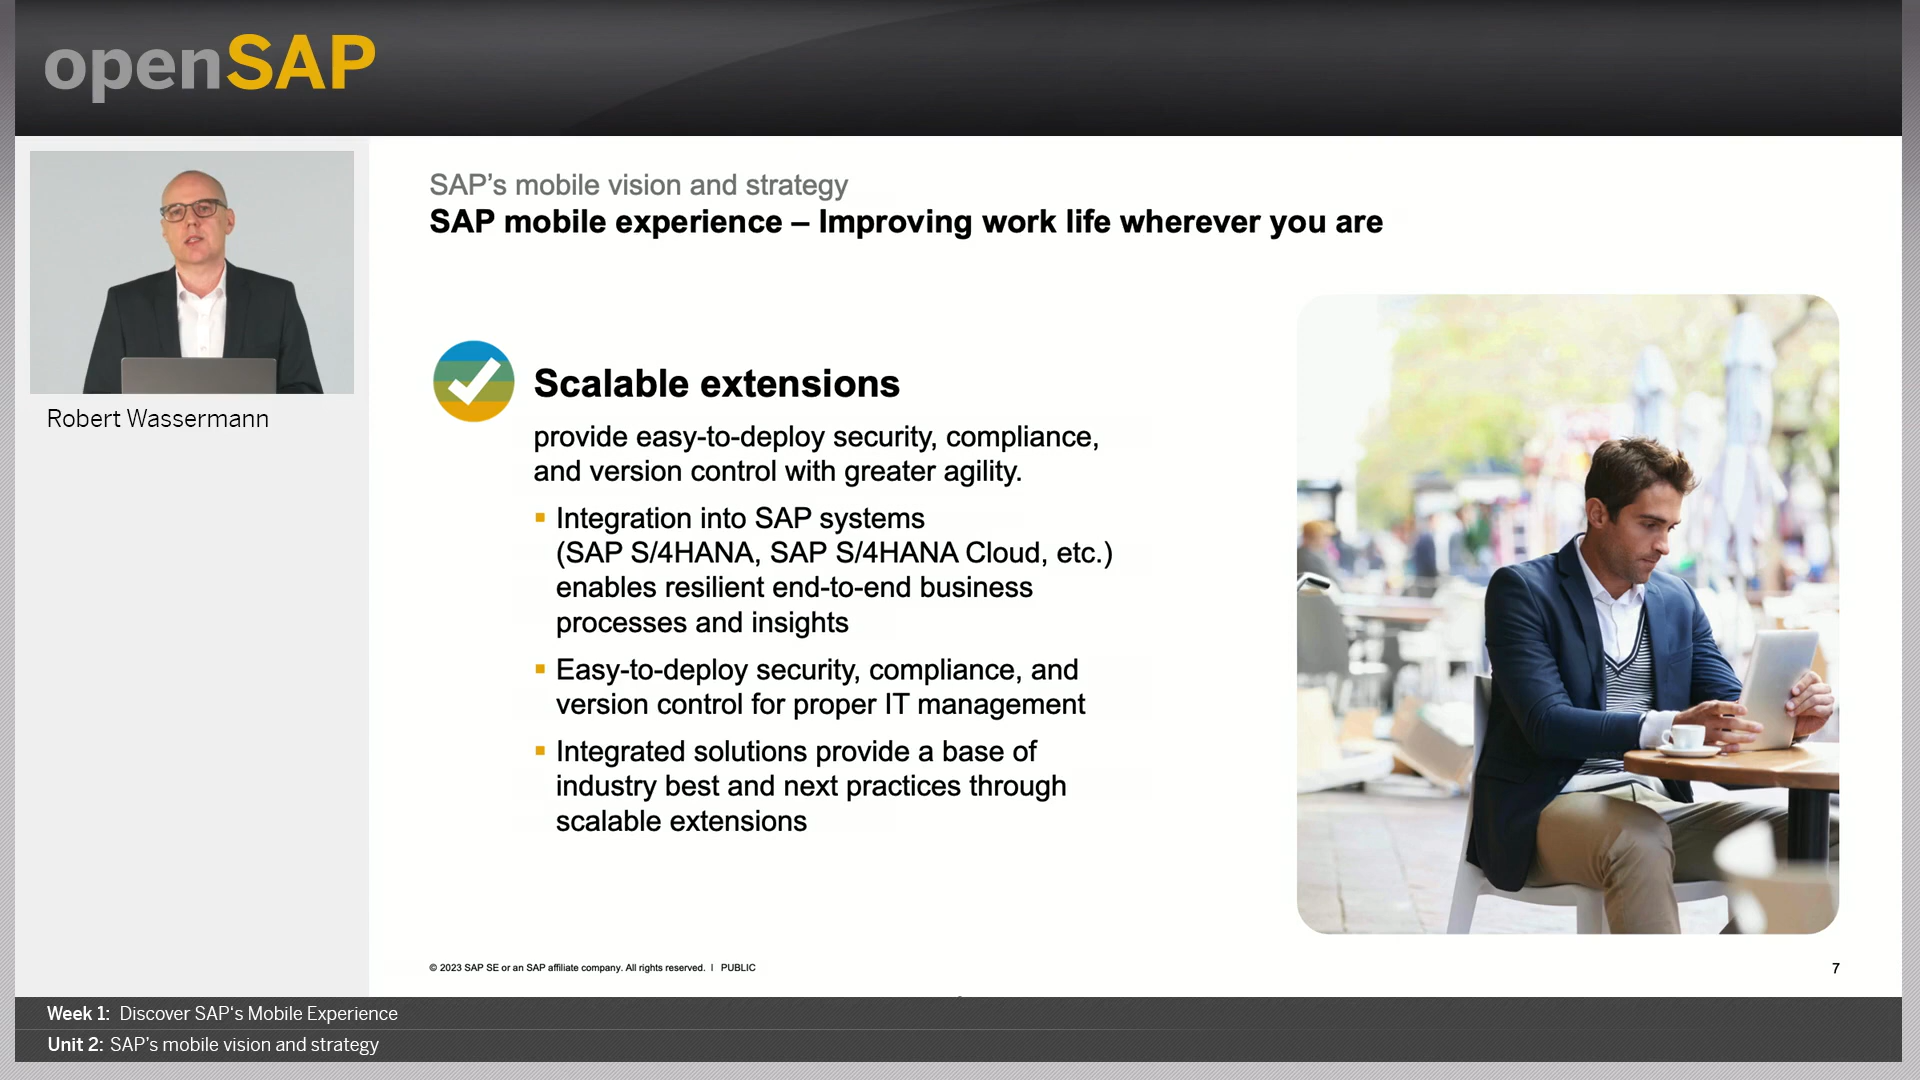 openSAP
Robert Wassermann
SAP’s mobile vision and strategy
SAP mobile experience – Improving work life wherever you are
Scalable extensions
provide easy-to-deploy security, compliance,
and version control with greater agility.
▪ Integration into SAP systems
(SAP S/4HANA, SAP S/4HANA Cloud, etc.)
enables resilient end-to-end business
processes and insights
▪ Easy-to-deploy security, compliance, and
version control for proper IT management
▪ Integrated solutions provide a base of
industry best and next practices through
scalable extensions
© 2023 SAP SE or an SAP affiliate company. All rights reserved. | PUBLIC
7
Week 1: Discover SAP‘s Mobile Experience
Unit 2: SAP’s mobile vision and strategy